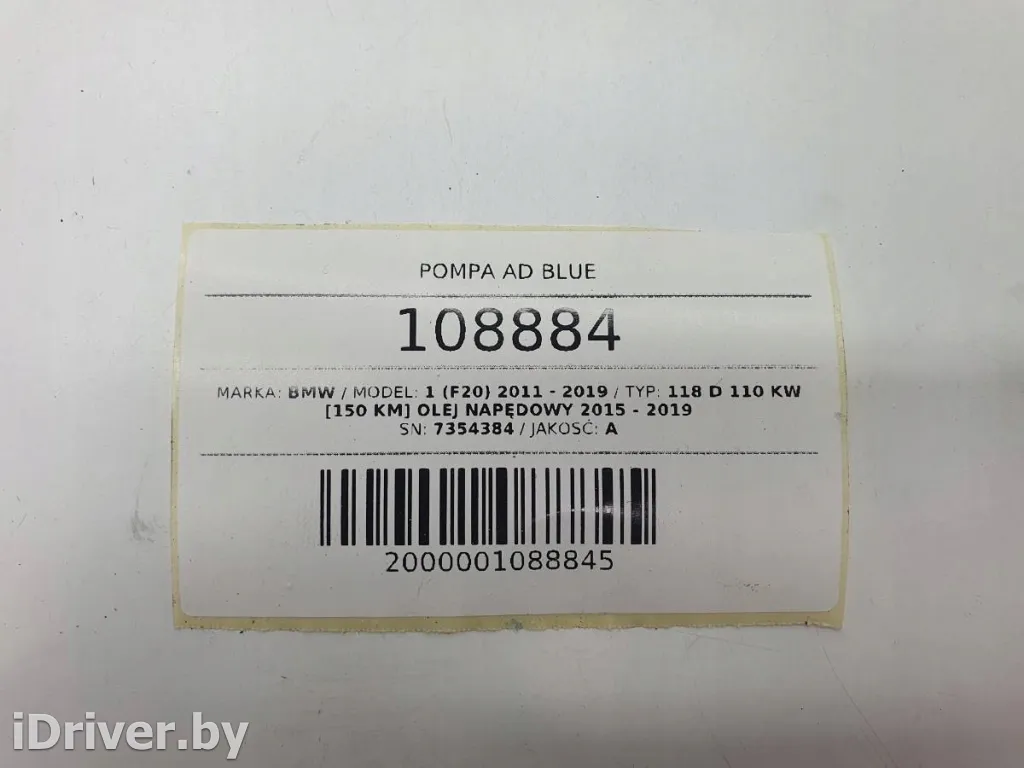 POMPA AD BLUE
108884
MARKA: BMW / MODEL: 1 (F20) 2011 - 2019 / TYP: 118 D 110 KW
[150 KM] OLEJ NAPĘDOWY 2015 - 2019
SN: 7354384 / JAKOŚĆ: A
2000001088845
iDriver.by